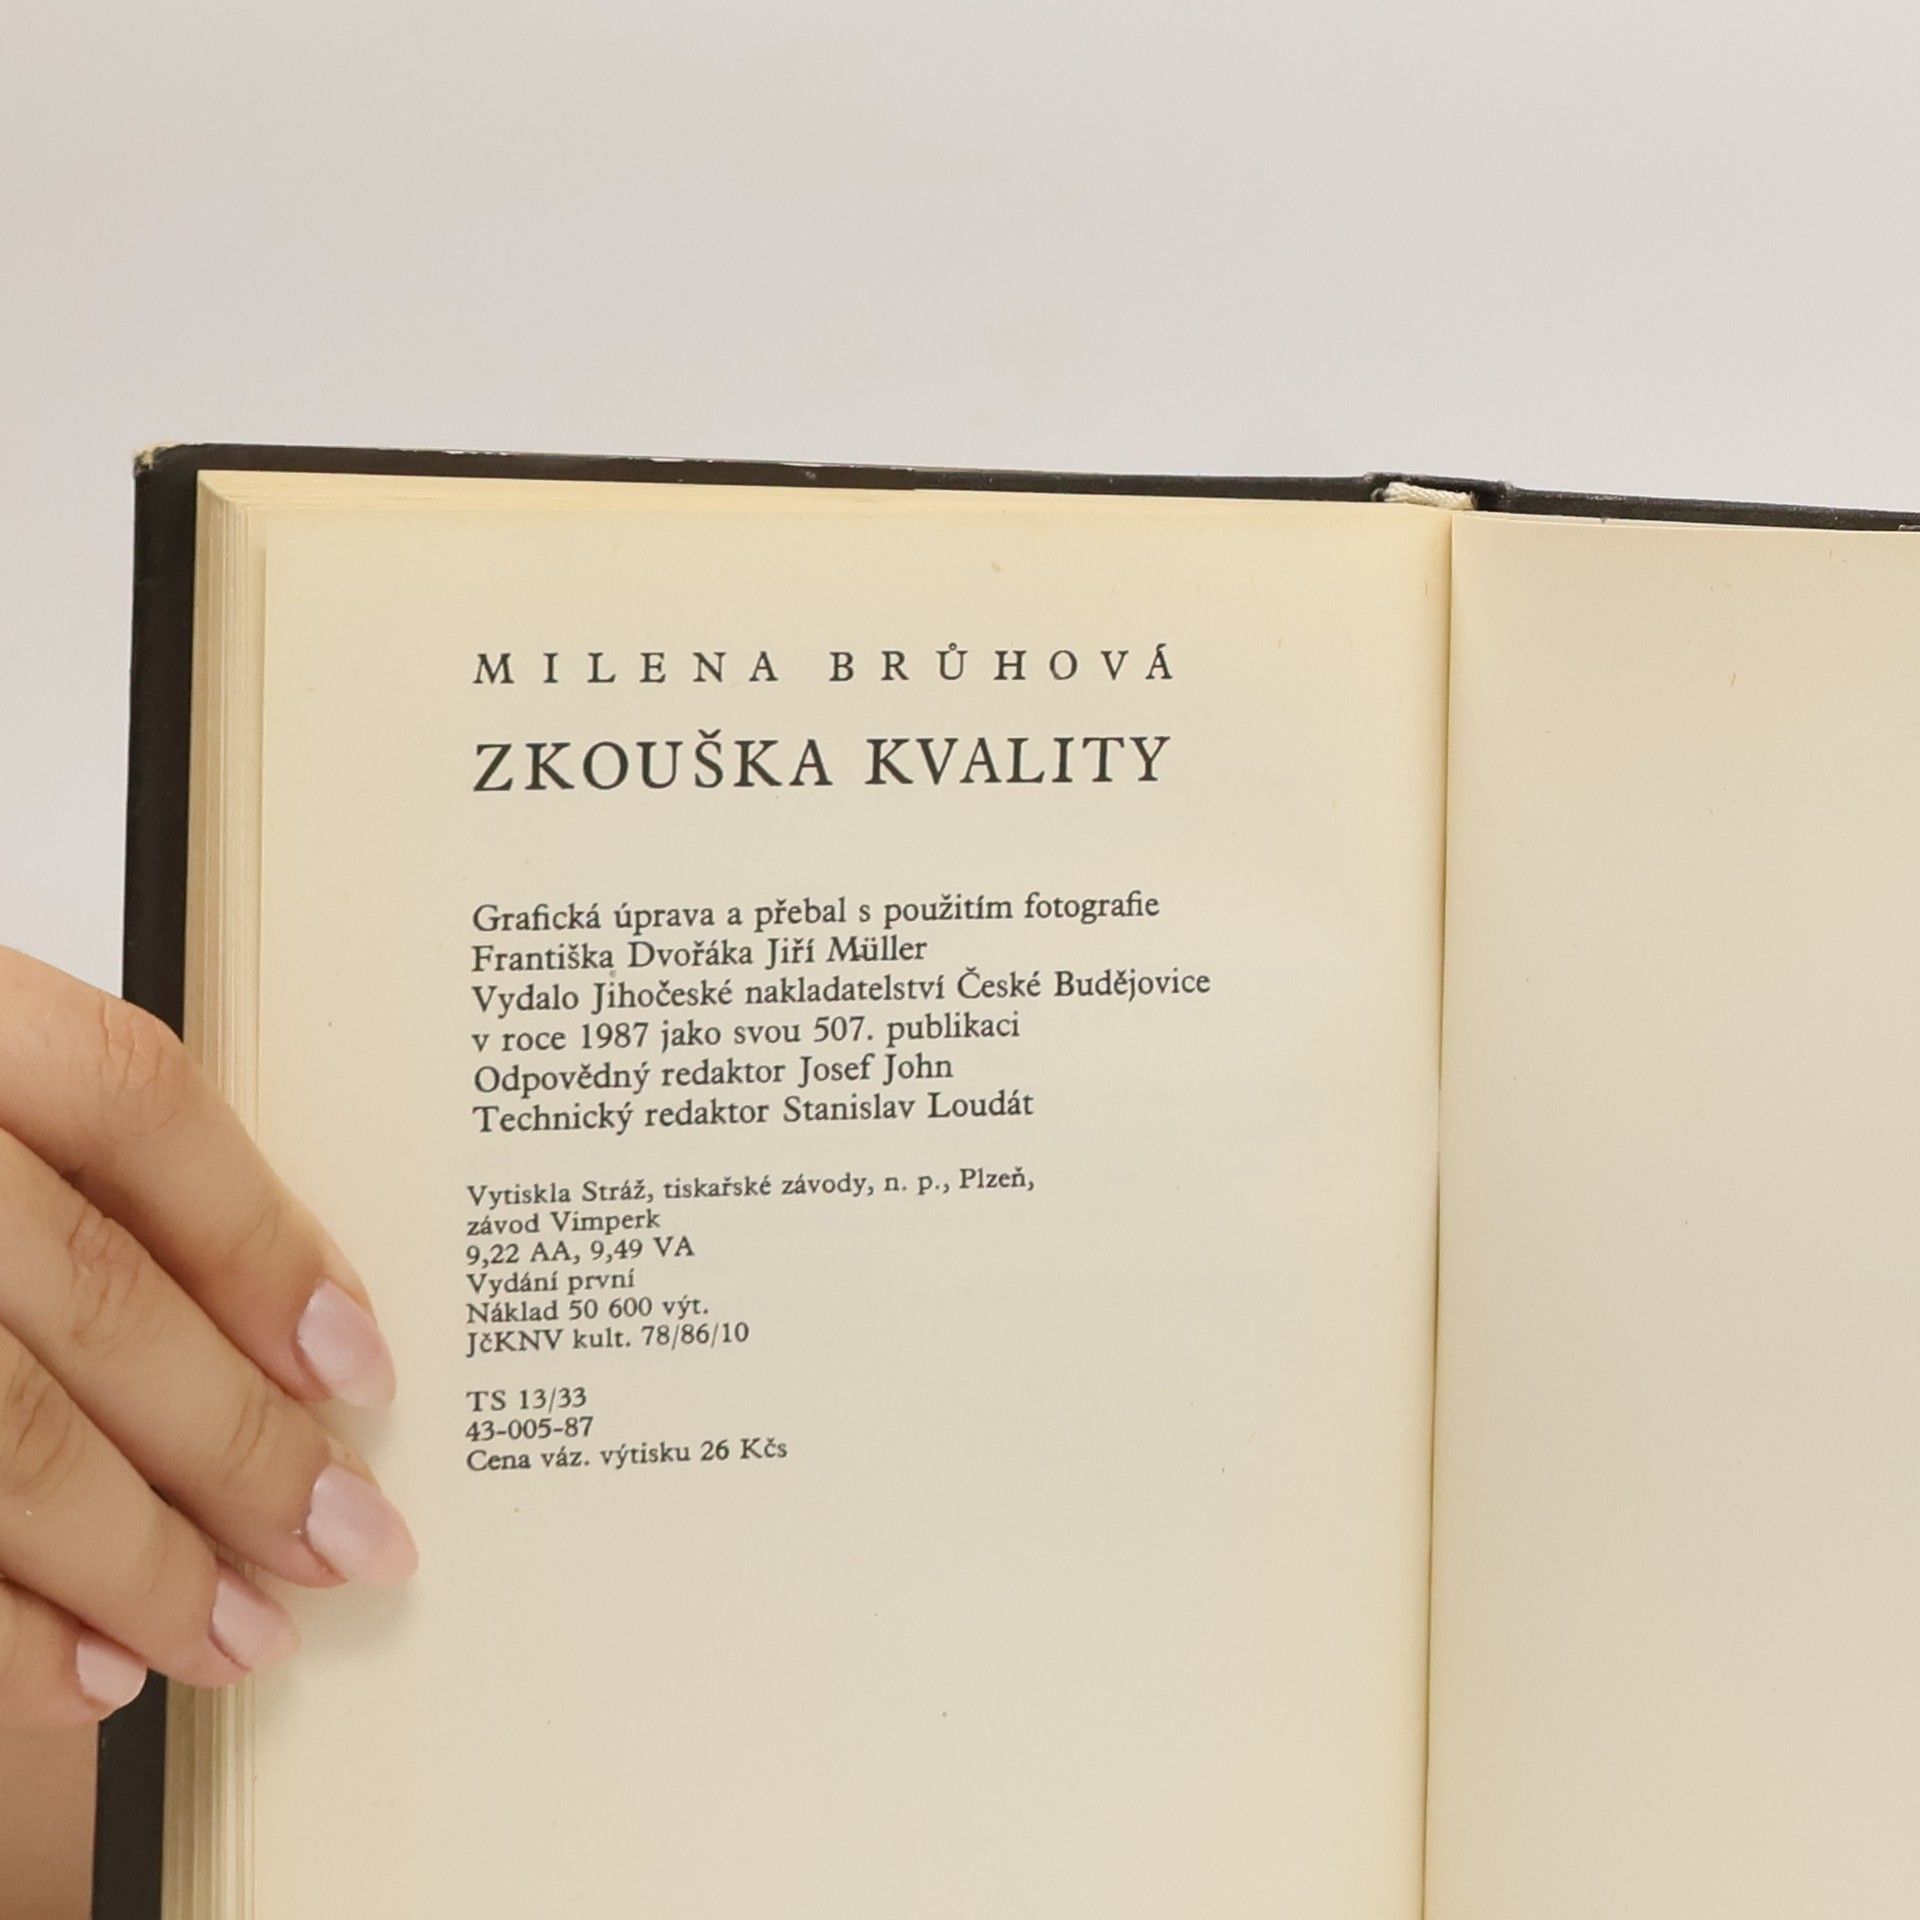 MILENA BRŮHOVÁ
ZKOUŠKA KVALITY
Grafická úprava a přebal s použitím fotografie
Františka Dvořáka Jiří Müller
Vydalo Jihočeské nakladatelství České Budějovice
v roce 1987 jako svou 507. publikaci
Odpovědný redaktor Josef John
Technický redaktor Stanislav Loudát
Vytiskla Stráž, tiskařské závody, n. p., Plzeň,
závod Vimperk
9,22 AA, 9,49 VA
Vydání první
Náklad 50 600 výt.
JčKNV kult. 78/86/10
TS 13/33
43-005-87
Cena váz. výtisku 26 Kčs